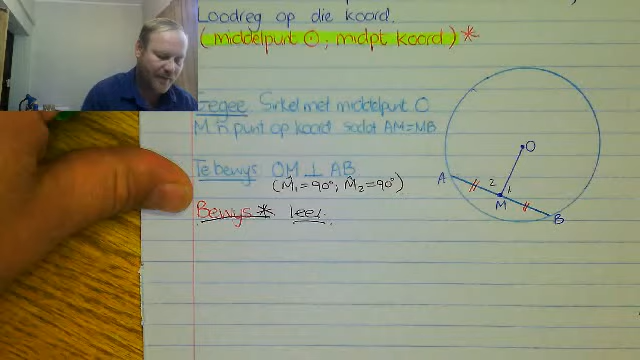 Loodreg op die koord.
(middelpunt ⊙; midpt koord) *
Gegee: Sirkel met middelpunt O
M 'n punt op koord sodat AM=MB
Te bewys: OM ⊥ AB
(M̂₁=90°, M̂₂=90°)
Bewys * leer.
O
A
2
1
M
B